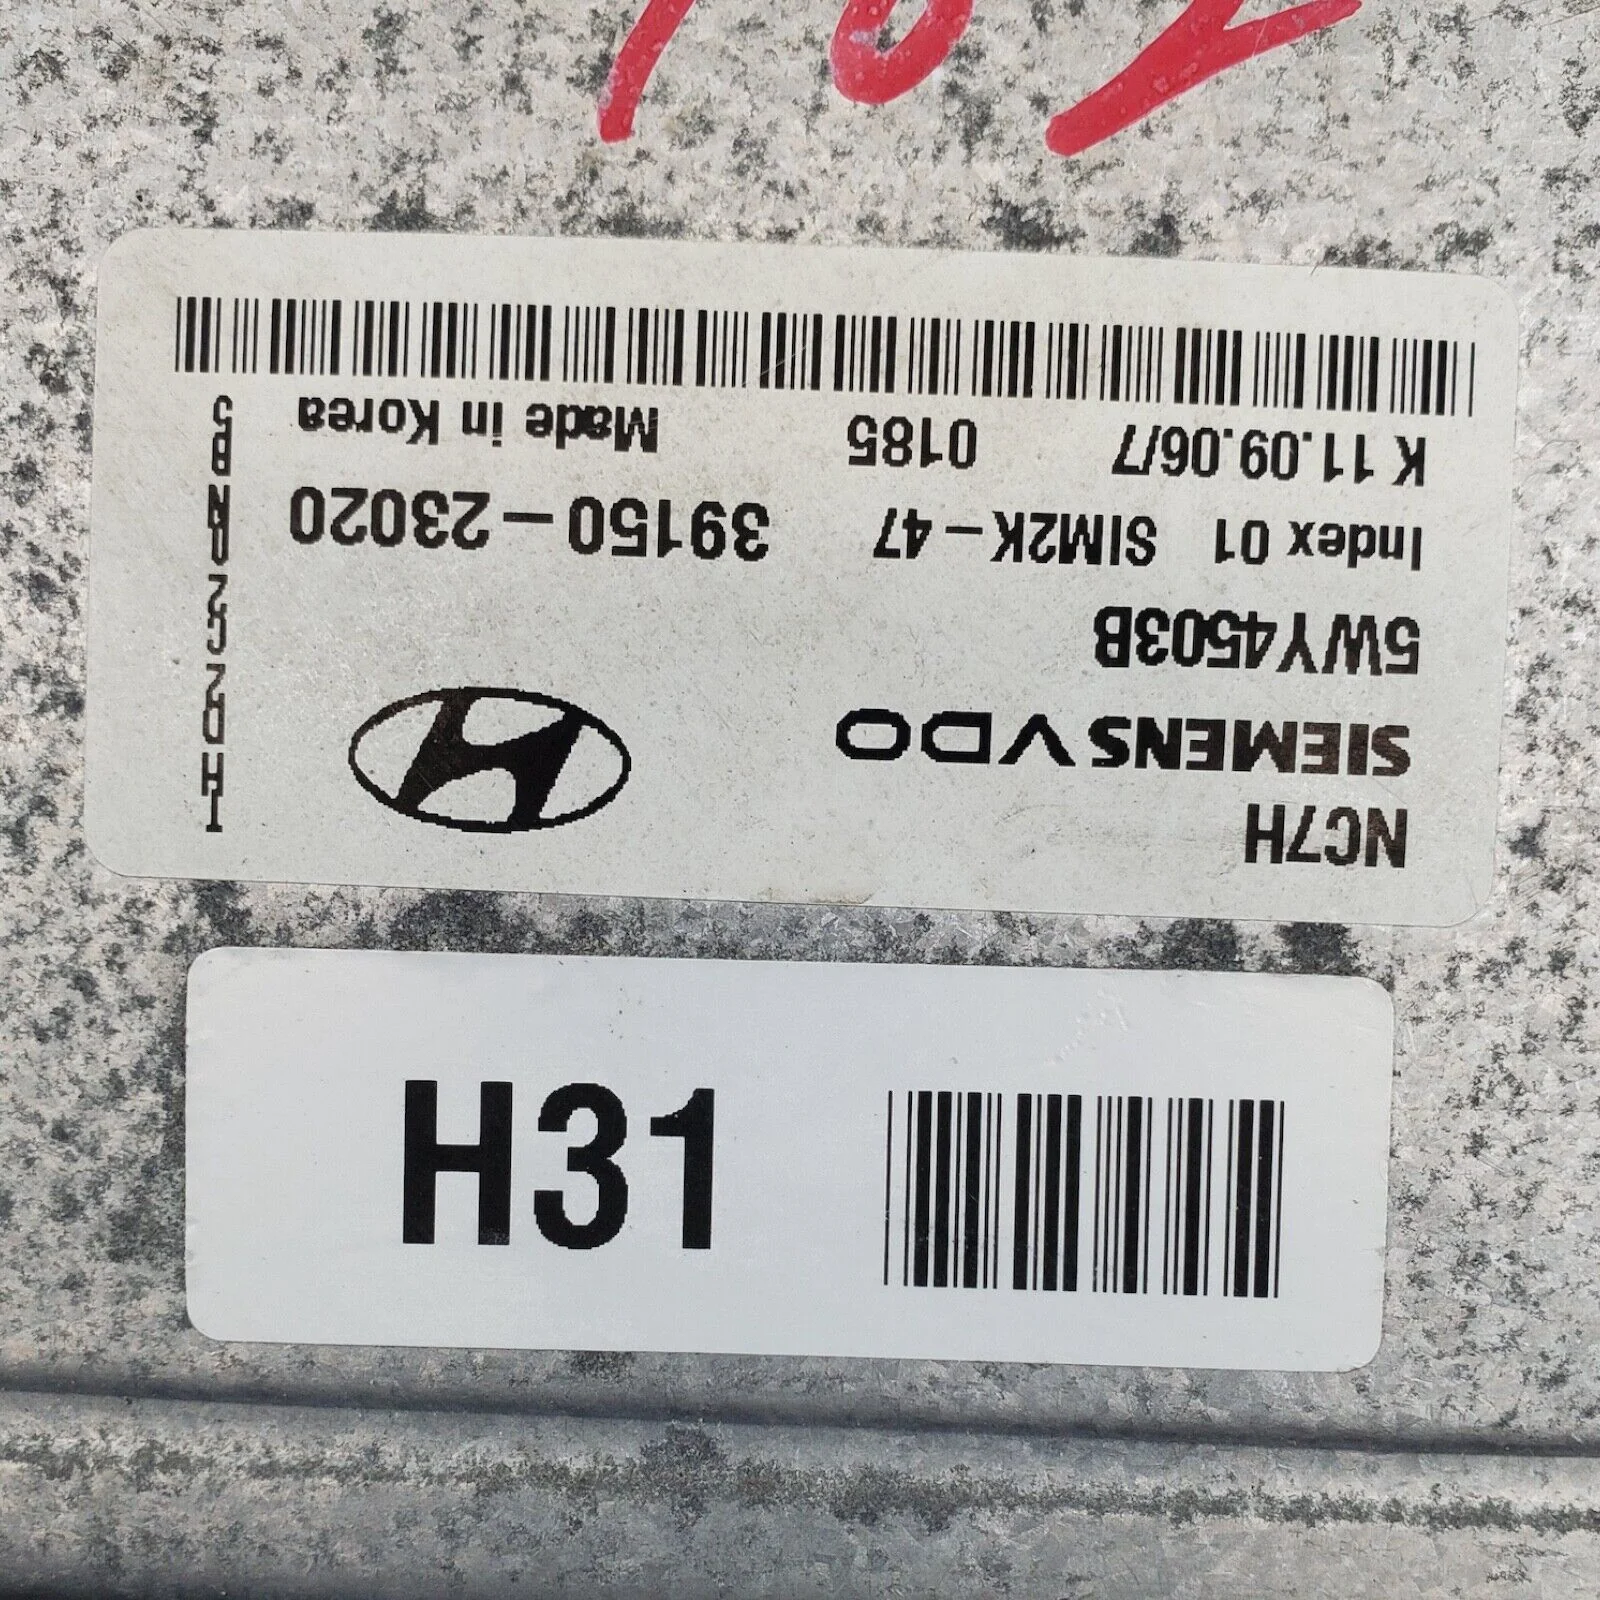 NC7H
SIEMENS VDO
5WY4503B
Index 01 SIM2K-47 39150-23020
K 11.09.06/7 0185 Made in Korea
H31